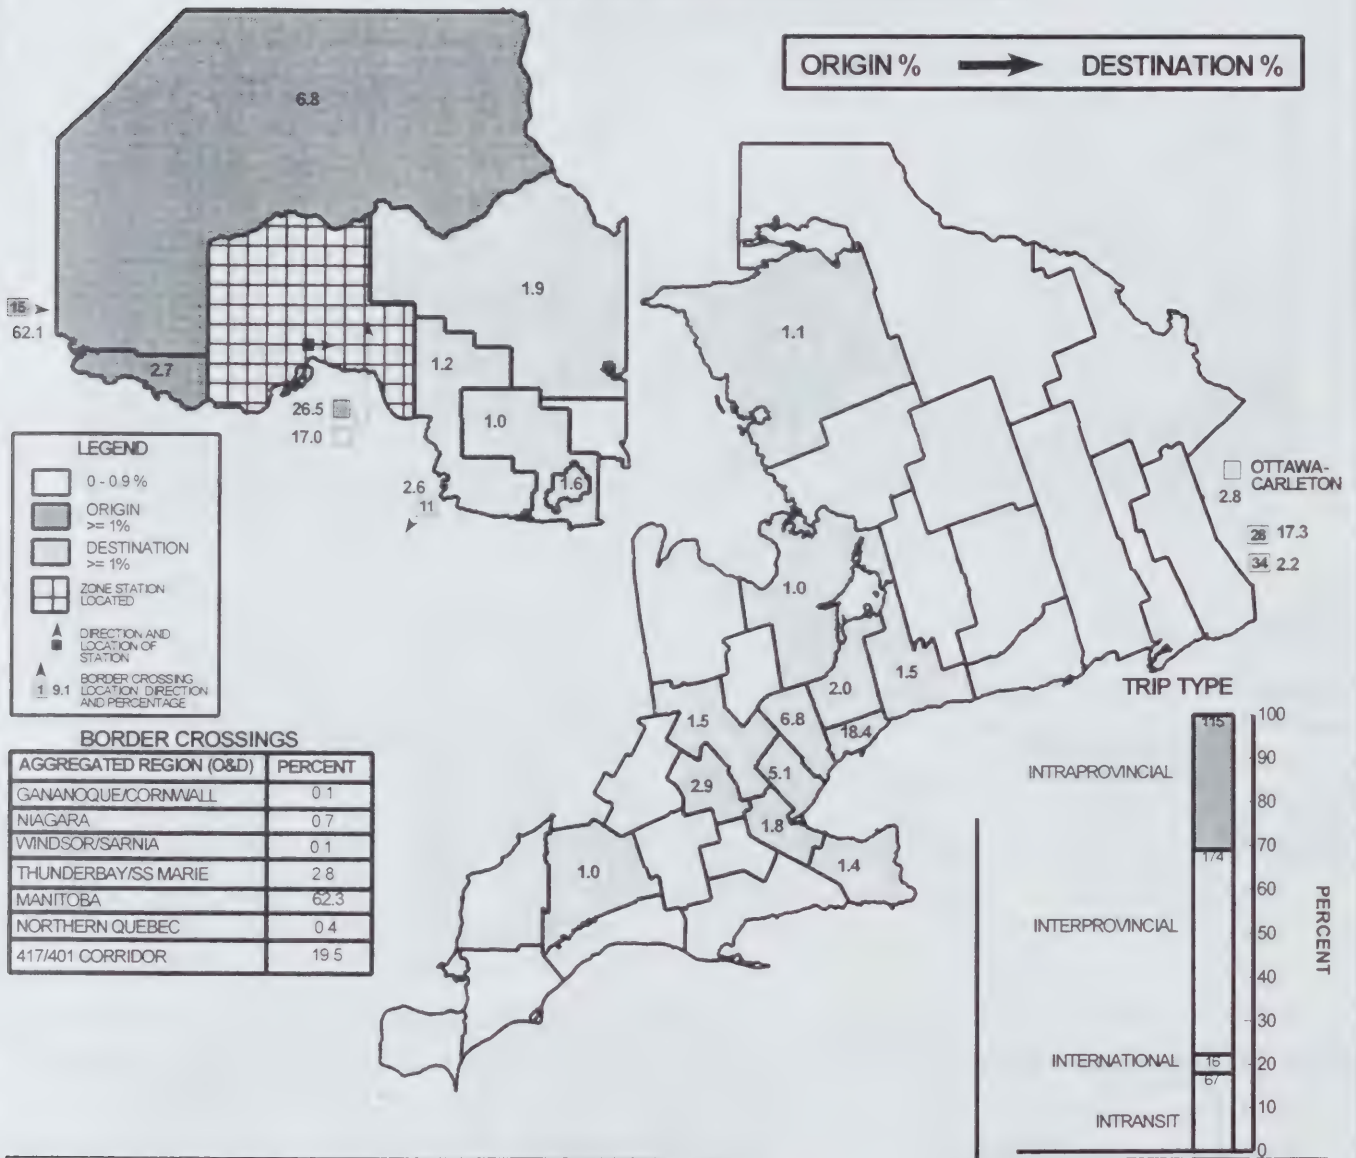 ORIGIN % DESTINATION %
6.8
1.9
15
62.1
1.1
2.7
1.2
26.5
17.0
1.0
1.6
2.6
11
LEGEND
0 - 0.9 %
ORIGIN
>= 1%
DESTINATION
>= 1%
ZONE STATION
LOCATED
DIRECTION AND
LOCATION OF
STATION
1 9.1 BORDER CROSSING
LOCATION DIRECTION
AND PERCENTAGE
OTTAWA-
CARLETON
2.8
28 17.3
34 2.2
1.0
1.5
2.0
6.8
1.5
18.4
5.1
2.9
1.8
1.4
1.0
BORDER CROSSINGS
AGGREGATED REGION (O&D) PERCENT
GANANOQUE/CORNWALL 0.1
NIAGARA 0.7
WINDSOR/SARNIA 0.1
THUNDERBAY/SS MARIE 2.8
MANITOBA 62.3
NORTHERN QUEBEC 0.4
417/401 CORRIDOR 19.5
TRIP TYPE
115 100
90
INTRAPROVINCIAL
80
70
174
60
INTERPROVINCIAL
50
40
30
INTERNATIONAL 16 20
67
10
INTRANSIT
0
PERCENT